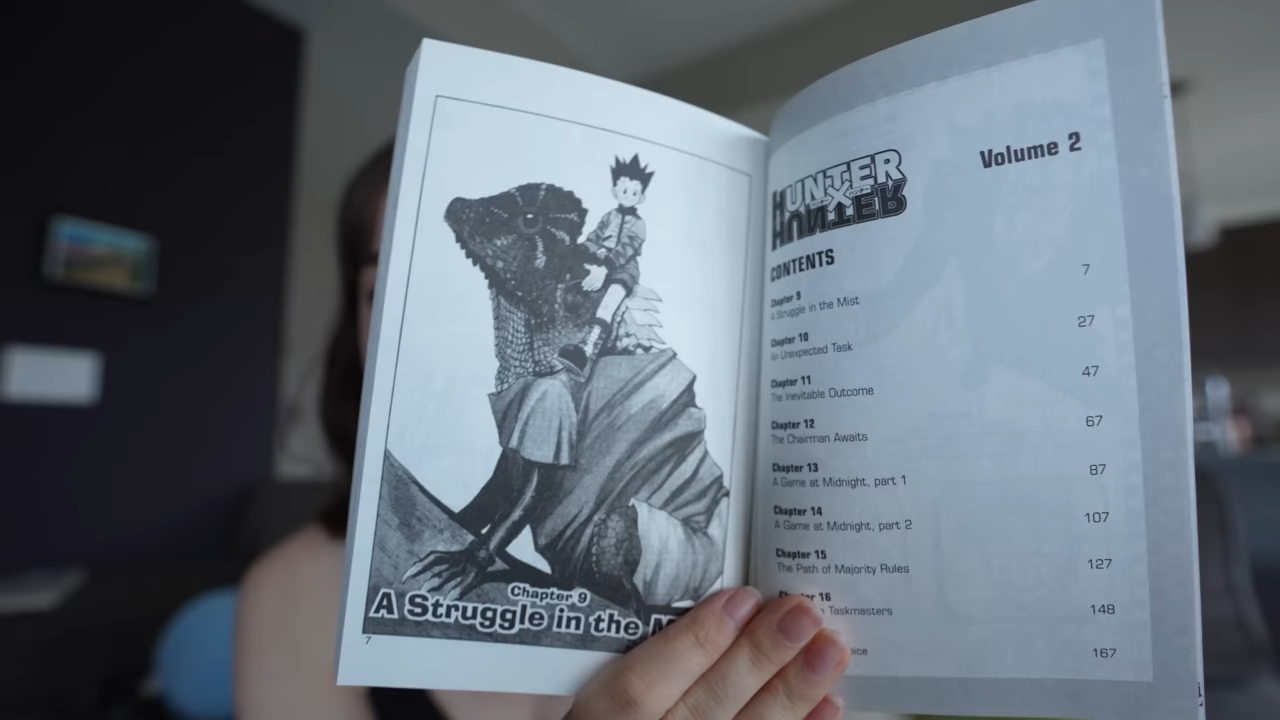 Chapter 9
A Struggle in the
7
HUNTER
X
HUNTER
Volume 2
CONTENTS
Chapter 9
A Struggle in the Mist 7
Chapter 10
An Unexpected Task 27
Chapter 11
The Inevitable Outcome 47
Chapter 12
The Chairman Awaits 67
Chapter 13
A Game at Midnight, part 1 87
Chapter 14
A Game at Midnight, part 2 107
Chapter 15
The Path of Majority Rules 127
Chapter 16
Taskmasters 148
167